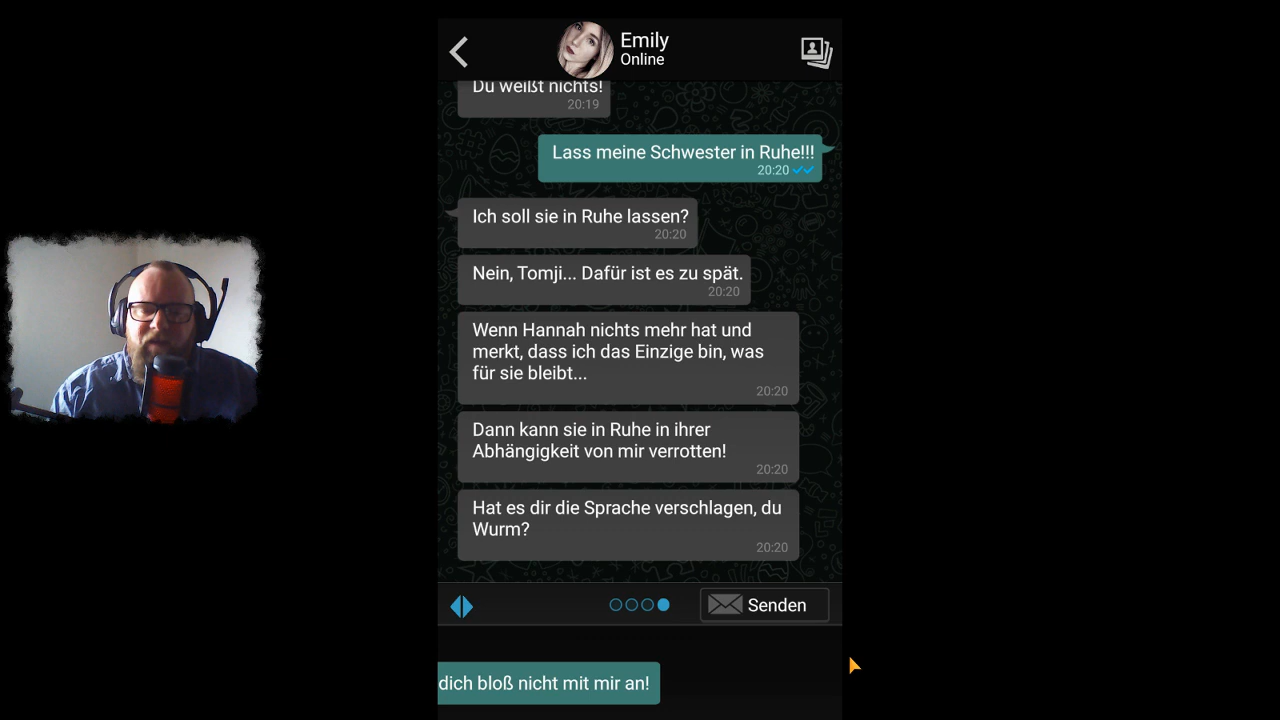 Emily
Online
Du weißt nichts!
20:19
Lass meine Schwester in Ruhe!!!
20:20
Ich soll sie in Ruhe lassen?
20:20
Nein, Tomji... Dafür ist es zu spät.
20:20
Wenn Hannah nichts mehr hat und
merkt, dass ich das Einzige bin, was
für sie bleibt...
20:20
Dann kann sie in Ruhe in ihrer
Abhängigkeit von mir verrotten!
20:20
Hat es dir die Sprache verschlagen, du
Wurm?
20:20
Senden
dich bloß nicht mit mir an!